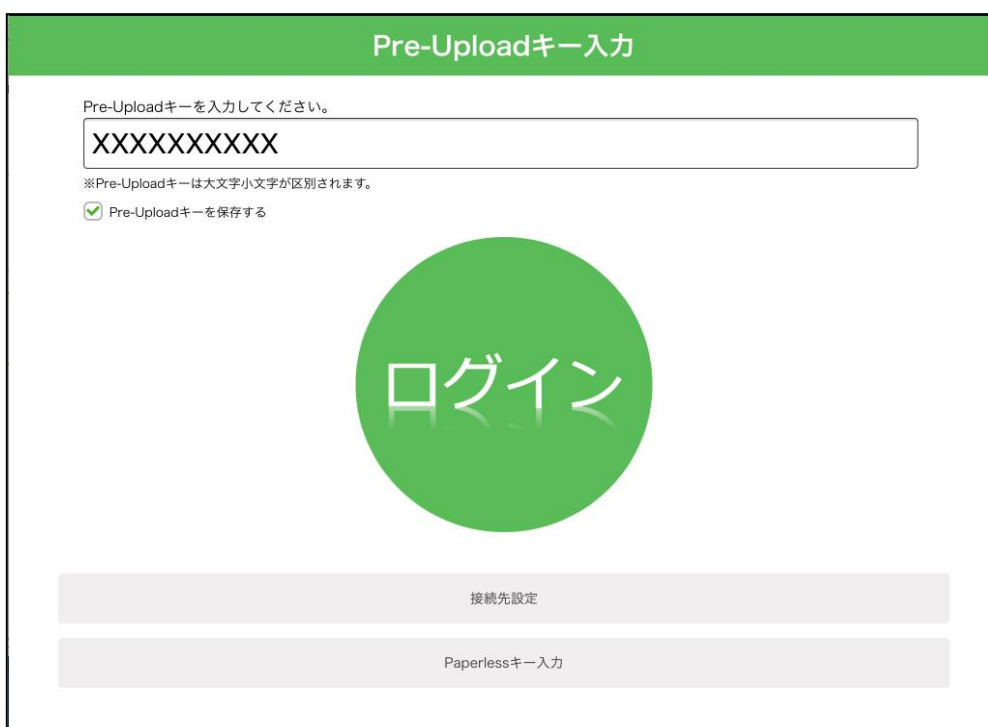 Pre-Uploadキー入力
Pre-Uploadキーを入力してください。
XXXXXXXXXX
※Pre-Uploadキーは大文字小文字が区別されます。
Pre-Uploadキーを保存する
ログイン
接続先設定
Paperlessキー入力